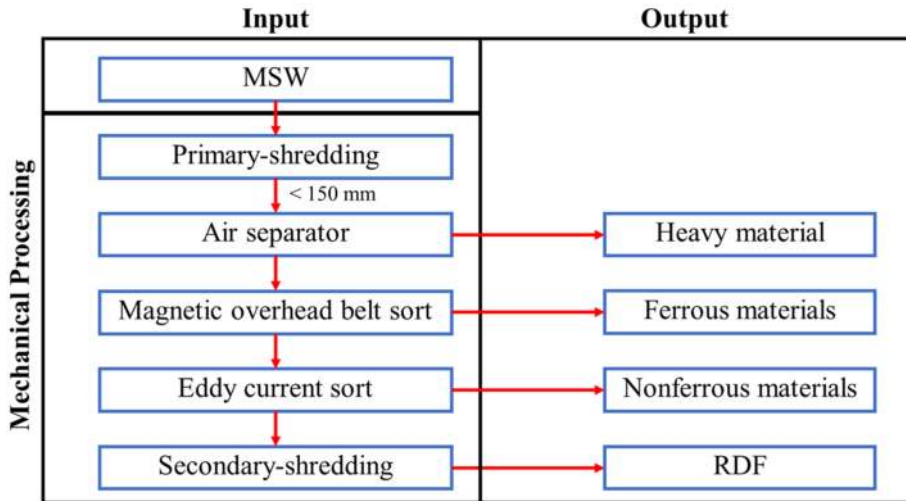 Input
Output
MSW
Mechanical Processing
Primary-shredding
< 150 mm
Air separator
Heavy material
Magnetic overhead belt sort
Ferrous materials
Eddy current sort
Nonferrous materials
Secondary-shredding
RDF